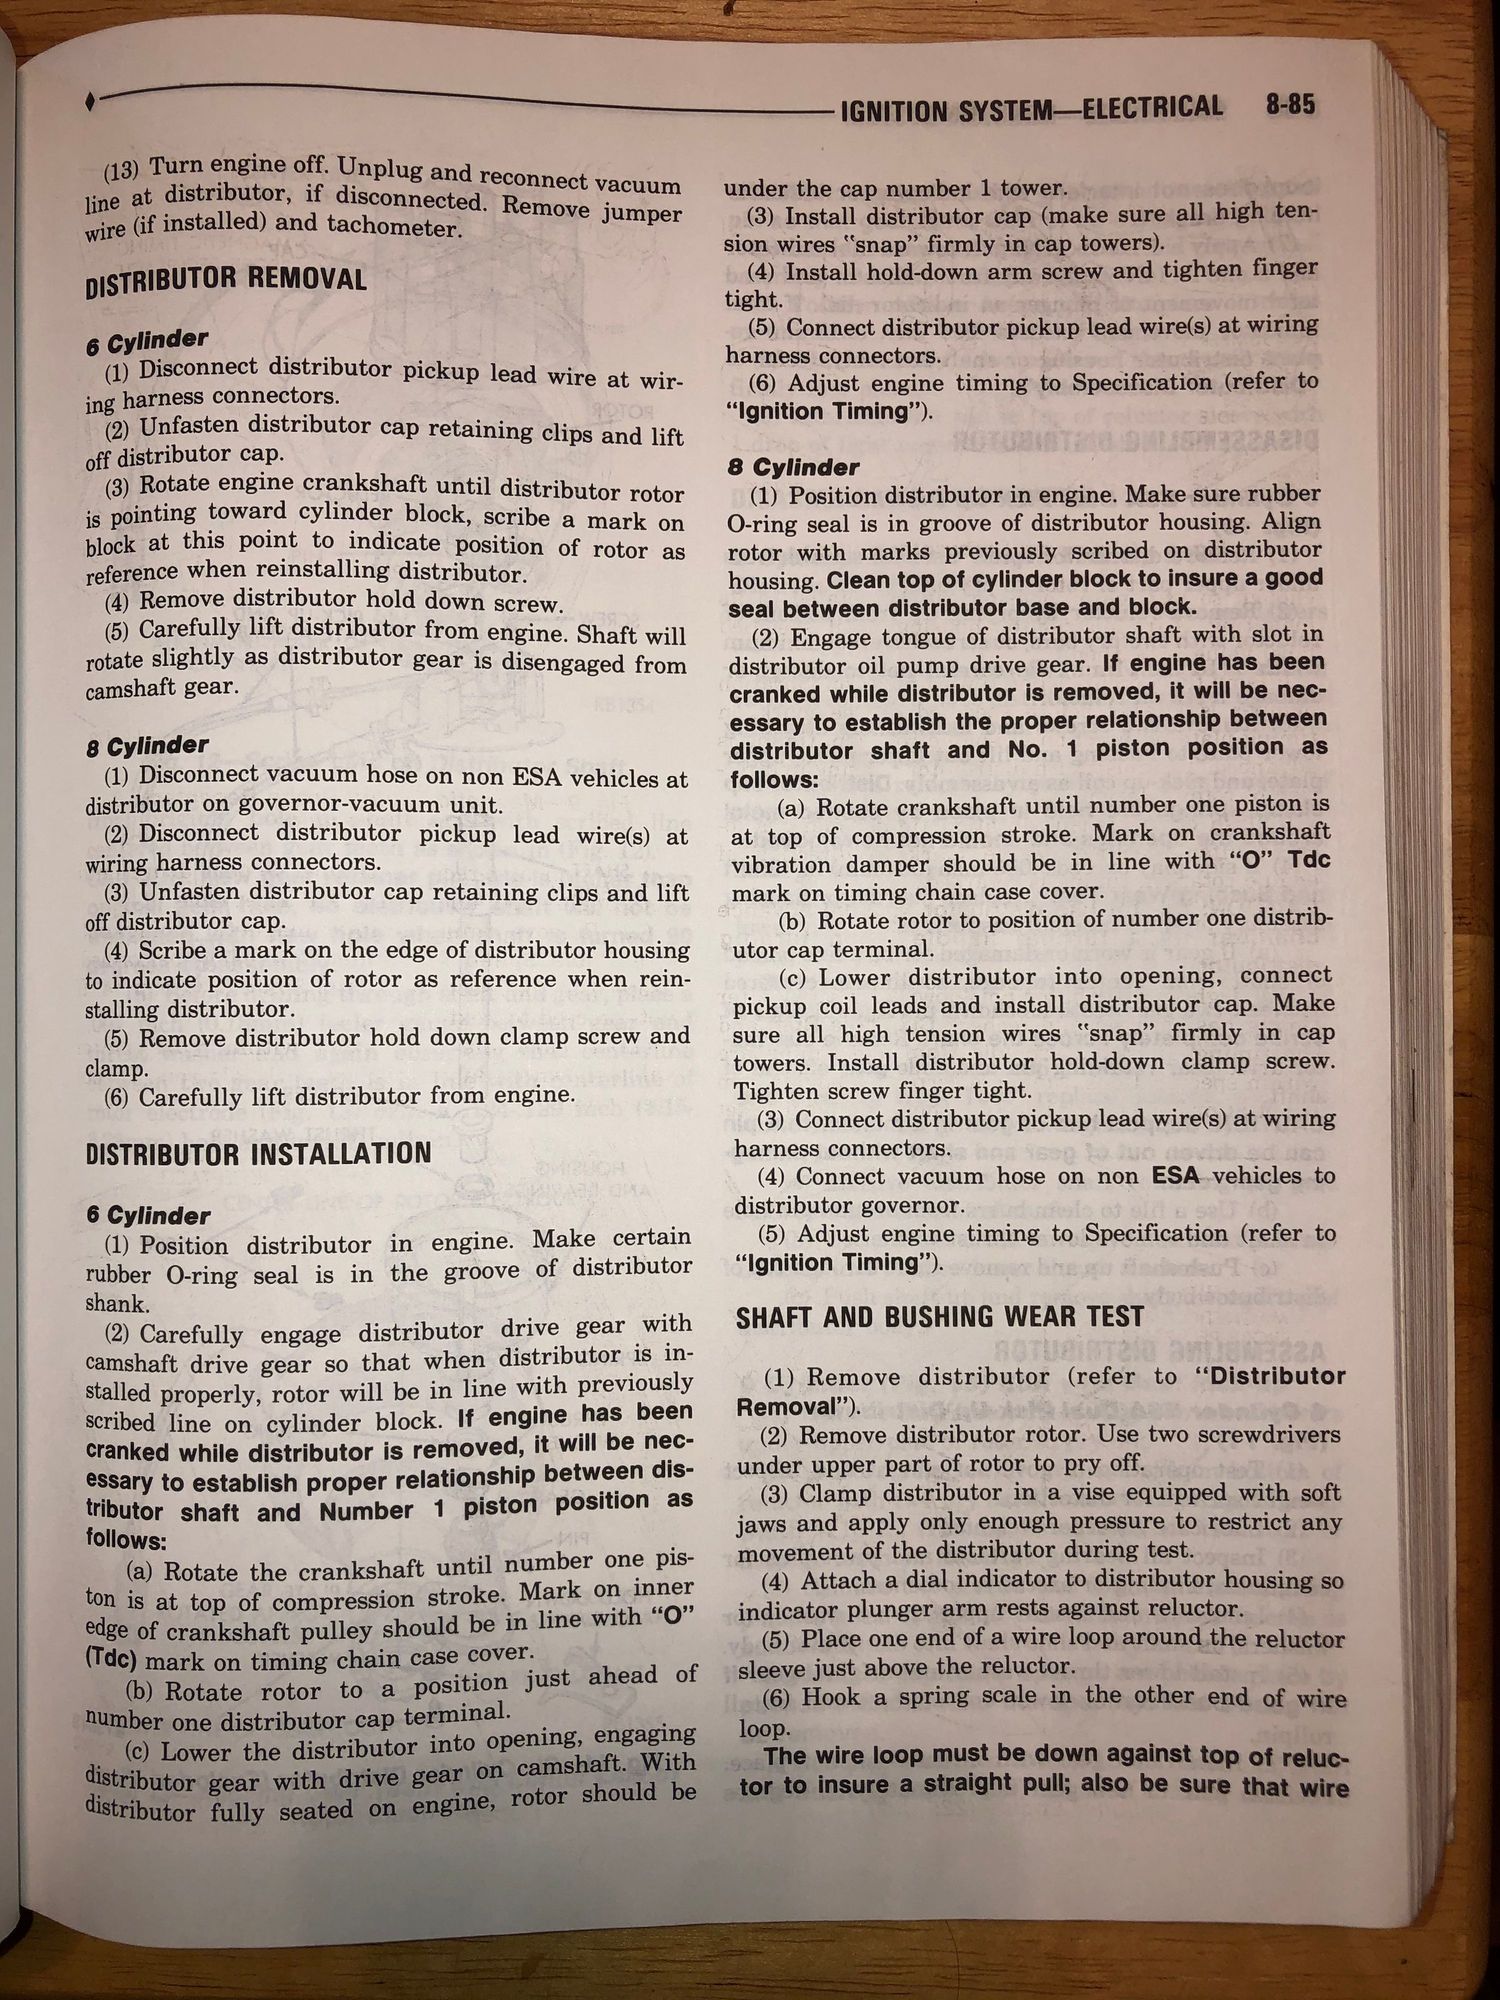 IGNITION SYSTEM—ELECTRICAL 8-85
(13) Turn engine off. Unplug and reconnect vacuum
line at distributor, if disconnected. Remove jumper
wire (if installed) and tachometer.
DISTRIBUTOR REMOVAL
6 Cylinder
(1) Disconnect distributor pickup lead wire at wir-
ing harness connectors.
(2) Unfasten distributor cap retaining clips and lift
off distributor cap.
(3) Rotate engine crankshaft until distributor rotor
is pointing toward cylinder block, scribe a mark on
block at this point to indicate position of rotor as
reference when reinstalling distributor.
(4) Remove distributor hold down screw.
(5) Carefully lift distributor from engine. Shaft will
rotate slightly as distributor gear is disengaged from
camshaft gear.
8 Cylinder
(1) Disconnect vacuum hose on non ESA vehicles at
distributor on governor-vacuum unit.
(2) Disconnect distributor pickup lead wire(s) at
wiring harness connectors.
(3) Unfasten distributor cap retaining clips and lift
off distributor cap.
(4) Scribe a mark on the edge of distributor housing
to indicate position of rotor as reference when rein-
stalling distributor.
(5) Remove distributor hold down clamp screw and
clamp.
(6) Carefully lift distributor from engine.
DISTRIBUTOR INSTALLATION
6 Cylinder
(1) Position distributor in engine. Make certain
rubber O-ring seal is in the groove of distributor
shank.
(2) Carefully engage distributor drive gear with
camshaft drive gear so that when distributor is in-
stalled properly, rotor will be in line with previously
scribed line on cylinder block. If engine has been
cranked while distributor is removed, it will be nec-
essary to establish proper relationship between dis-
tributor shaft and Number 1 piston position as
follows:
(a) Rotate the crankshaft until number one pis-
ton is at top of compression stroke. Mark on inner
edge of crankshaft pulley should be in line with “O”
(Tdc) mark on timing chain case cover.
(b) Rotate rotor to a position just ahead of
number one distributor cap terminal.
(c) Lower the distributor into opening, engaging
distributor gear with drive gear on camshaft. With
distributor fully seated on engine, rotor should be
under the cap number 1 tower.
(3) Install distributor cap (make sure all high ten-
sion wires “snap” firmly in cap towers).
(4) Install hold-down arm screw and tighten finger
tight.
(5) Connect distributor pickup lead wire(s) at wiring
harness connectors.
(6) Adjust engine timing to Specification (refer to
“Ignition Timing”).
8 Cylinder
(1) Position distributor in engine. Make sure rubber
O-ring seal is in groove of distributor housing. Align
rotor with marks previously scribed on distributor
housing. Clean top of cylinder block to insure a good
seal between distributor base and block.
(2) Engage tongue of distributor shaft with slot in
distributor oil pump drive gear. If engine has been
cranked while distributor is removed, it will be nec-
essary to establish the proper relationship between
distributor shaft and No. 1 piston position as
follows:
(a) Rotate crankshaft until number one piston is
at top of compression stroke. Mark on crankshaft
vibration damper should be in line with “O” Tdc
mark on timing chain case cover.
(b) Rotate rotor to position of number one distrib-
utor cap terminal.
(c) Lower distributor into opening, connect
pickup coil leads and install distributor cap. Make
sure all high tension wires “snap” firmly in cap
towers. Install distributor hold-down clamp screw.
Tighten screw finger tight.
(3) Connect distributor pickup lead wire(s) at wiring
harness connectors.
(4) Connect vacuum hose on non ESA vehicles to
distributor governor.
(5) Adjust engine timing to Specification (refer to
“Ignition Timing”).
SHAFT AND BUSHING WEAR TEST
(1) Remove distributor (refer to “Distributor
Removal”).
(2) Remove distributor rotor. Use two screwdrivers
under upper part of rotor to pry off.
(3) Clamp distributor in a vise equipped with soft
jaws and apply only enough pressure to restrict any
movement of the distributor during test.
(4) Attach a dial indicator to distributor housing so
indicator plunger arm rests against reluctor.
(5) Place one end of a wire loop around the reluctor
sleeve just above the reluctor.
(6) Hook a spring scale in the other end of wire
loop.
The wire loop must be down against top of reluc-
tor to insure a straight pull; also be sure that wire